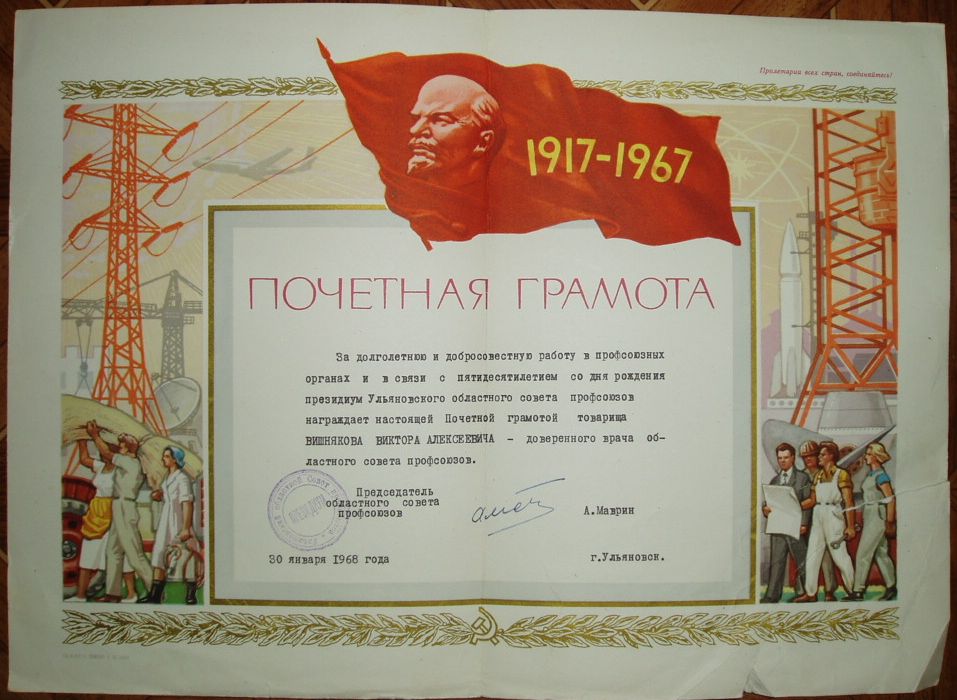 Пролетарии всех стран, соединяйтесь!
1917-1967
ПОЧЕТНАЯ ГРАМОТА
За долголетнюю и добросовестную работу в профсоюзных
органах и в связи с пятидесятилетием со дня рождения
президиум Ульяновского областного совета профсоюзов
награждает настоящей Почетной грамотой товарища
ВИШНЯКОВА ВИКТОРА АЛЕКСЕЕВИЧА - доверенного врача об-
ластного совета профсоюзов.
Председатель
областного совета
профсоюзов
А.Маврин
30 января 1968 года
г.Ульяновск.